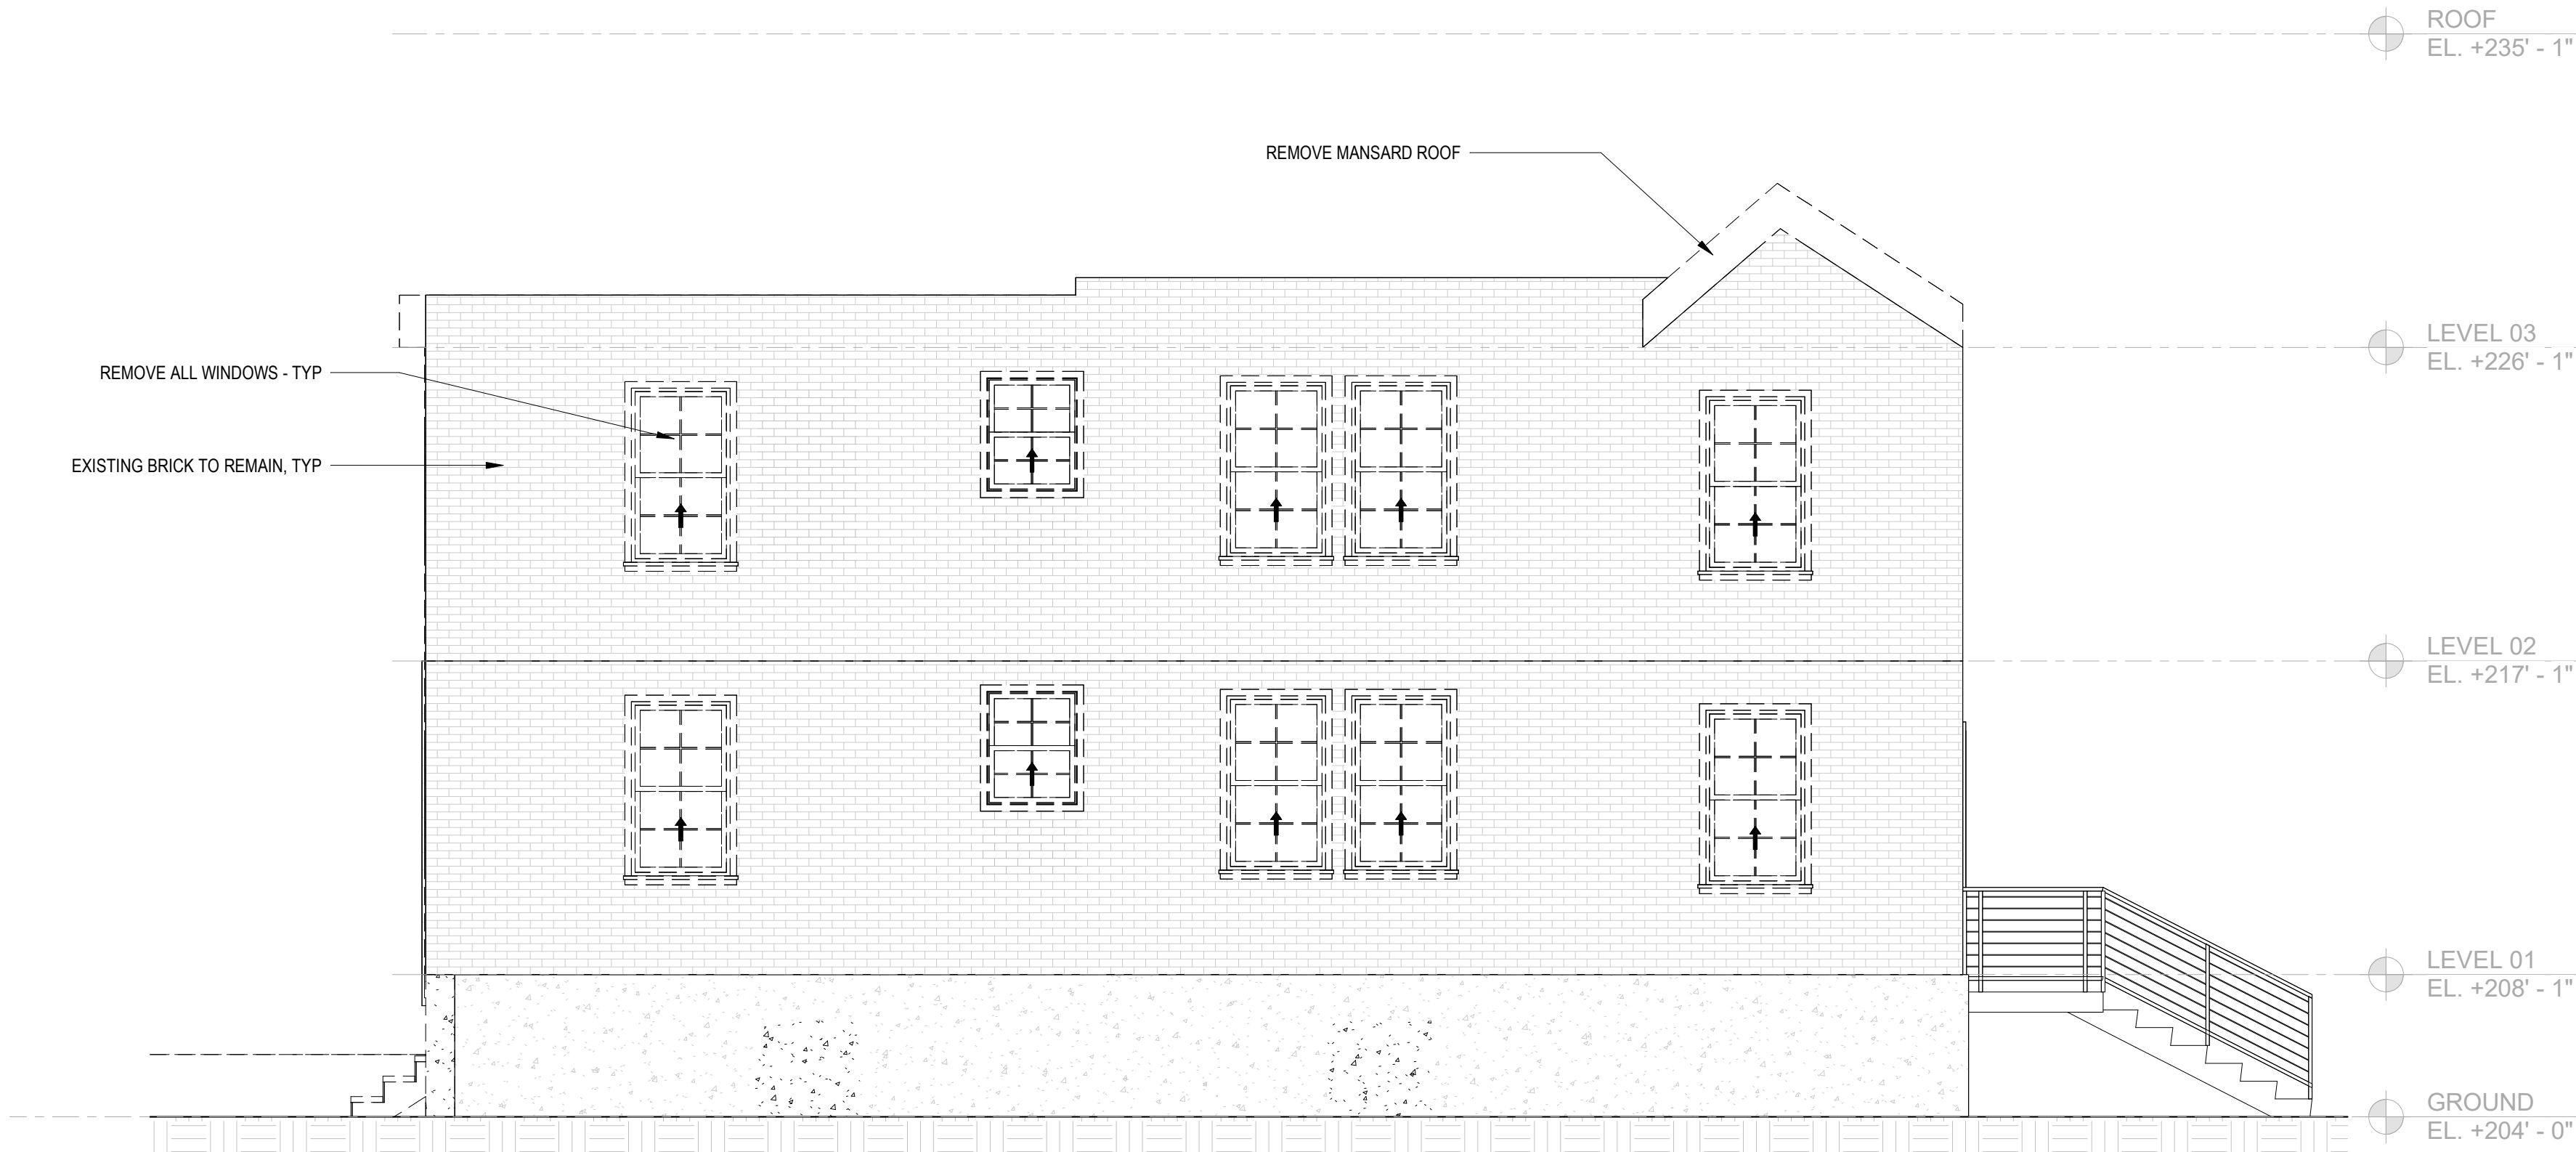 ROOF
EL. +235' - 1"
REMOVE MANSARD ROOF
LEVEL 03
EL. +226' - 1"
REMOVE ALL WINDOWS - TYP
EXISTING BRICK TO REMAIN, TYP
LEVEL 02
EL. +217' - 1"
LEVEL 01
EL. +208' - 1"
GROUND
EL. +204' - 0"